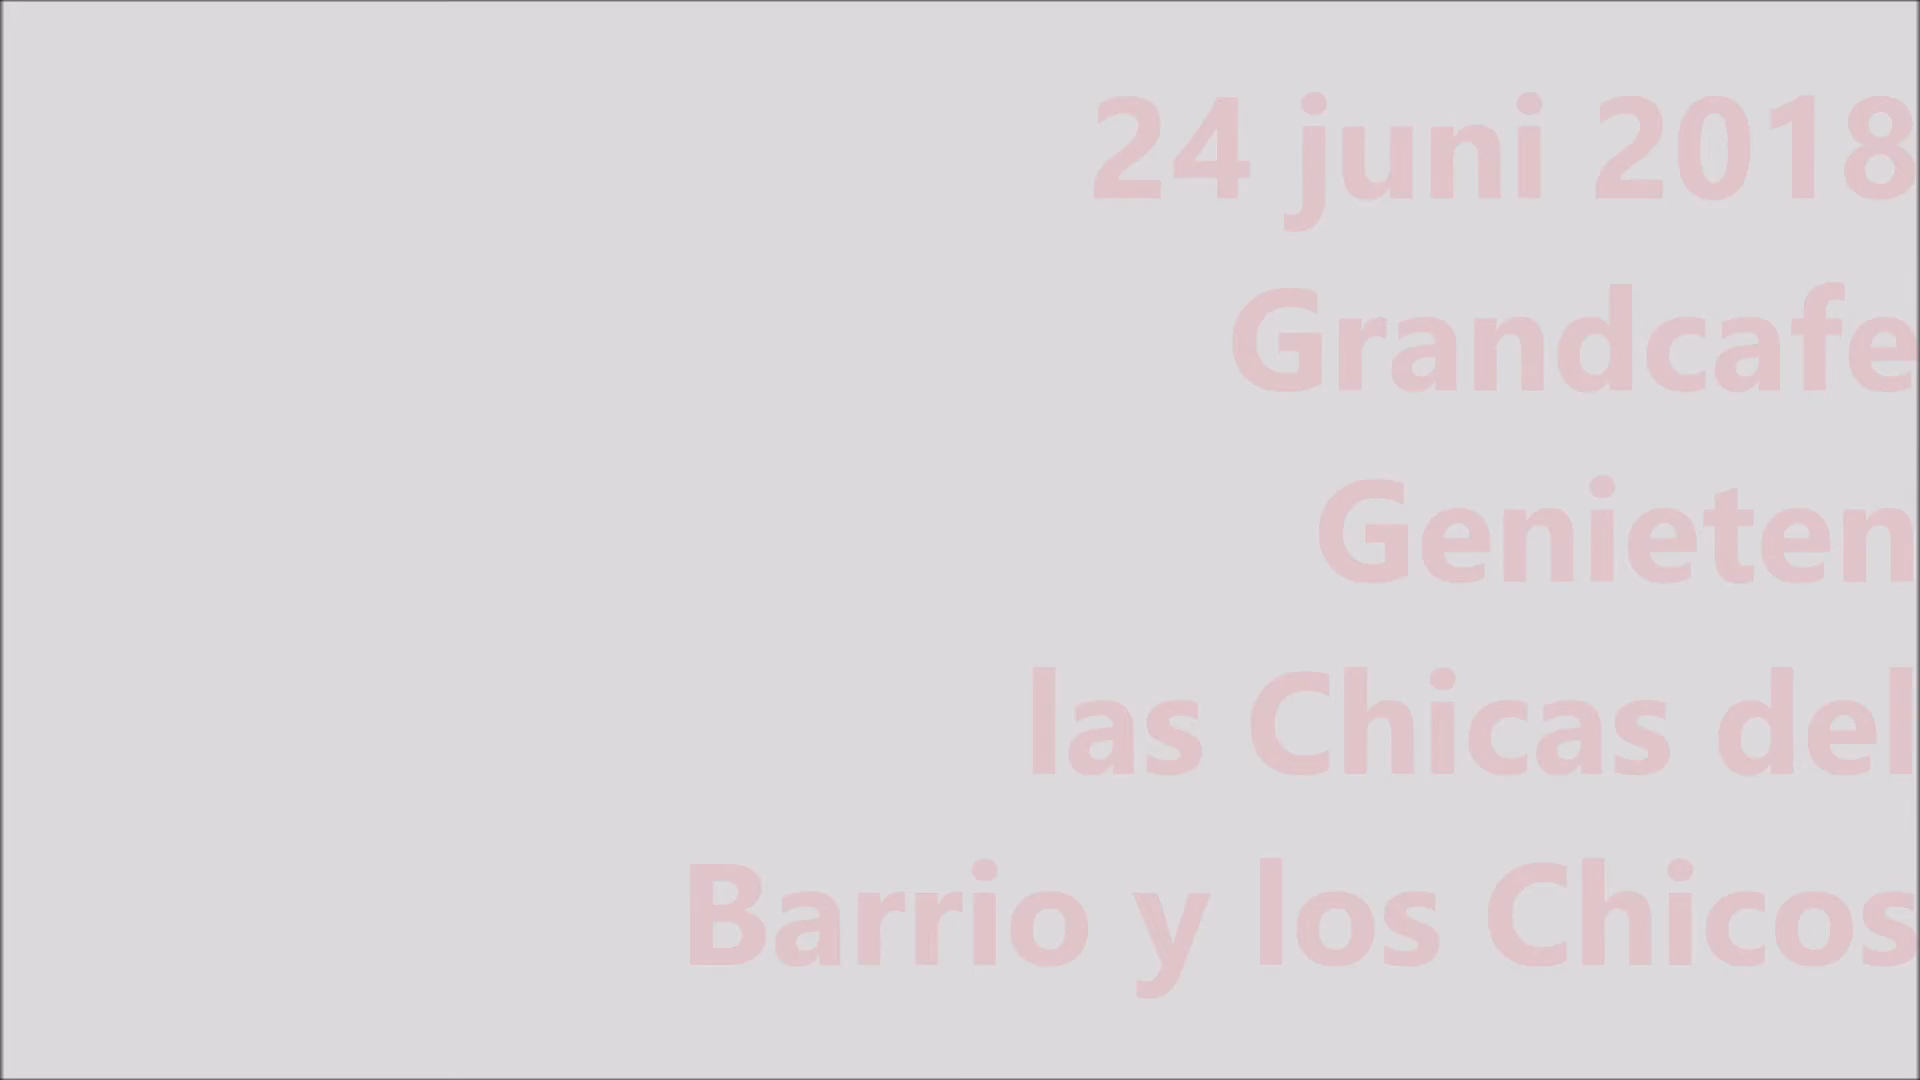 24 juni 2018
Grandcafe
Genieten
las Chicas del
Barrio y los Chicos